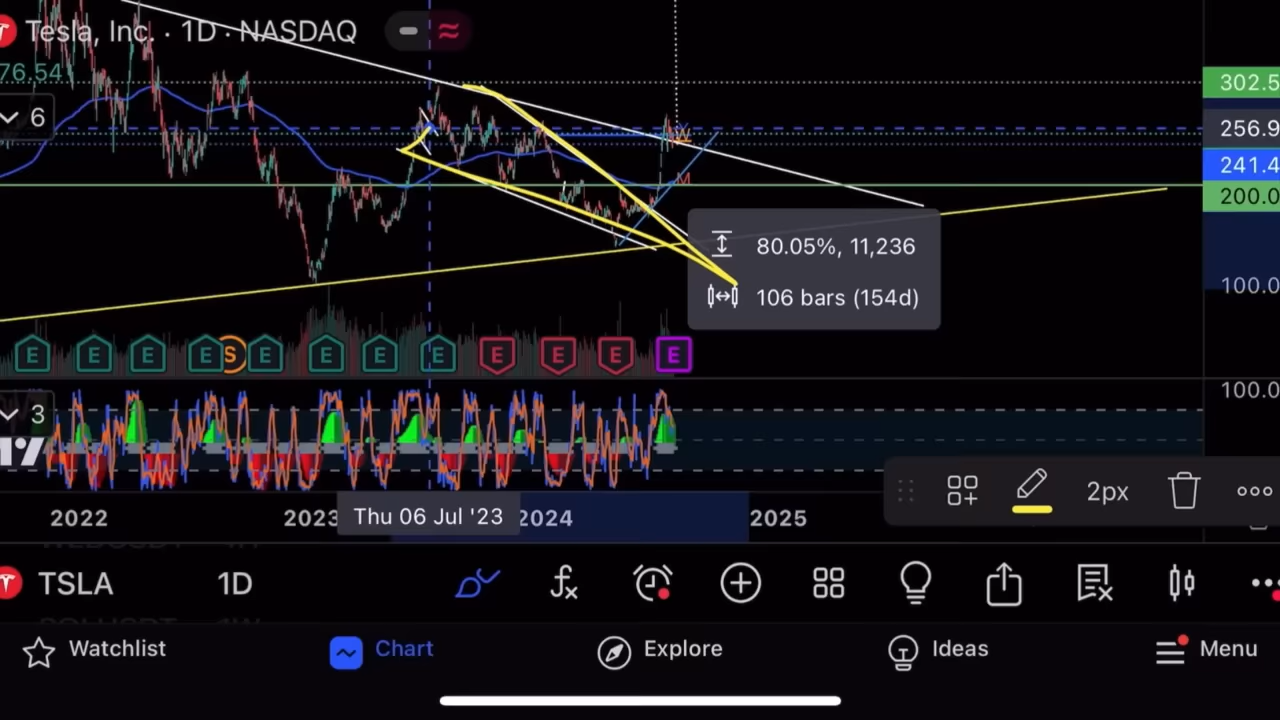 Tesla, Inc. · 1D · NASDAQ
76.54
6
302.5
256.9
241.4
200.0
100.0
80.05%, 11,236
106 bars (154d)
E E E E S E E E E E E E E
100.0
3
2022 2023 Thu 06 Jul '23 2024 2025
2px
TSLA 1D
Watchlist Chart Explore Ideas Menu